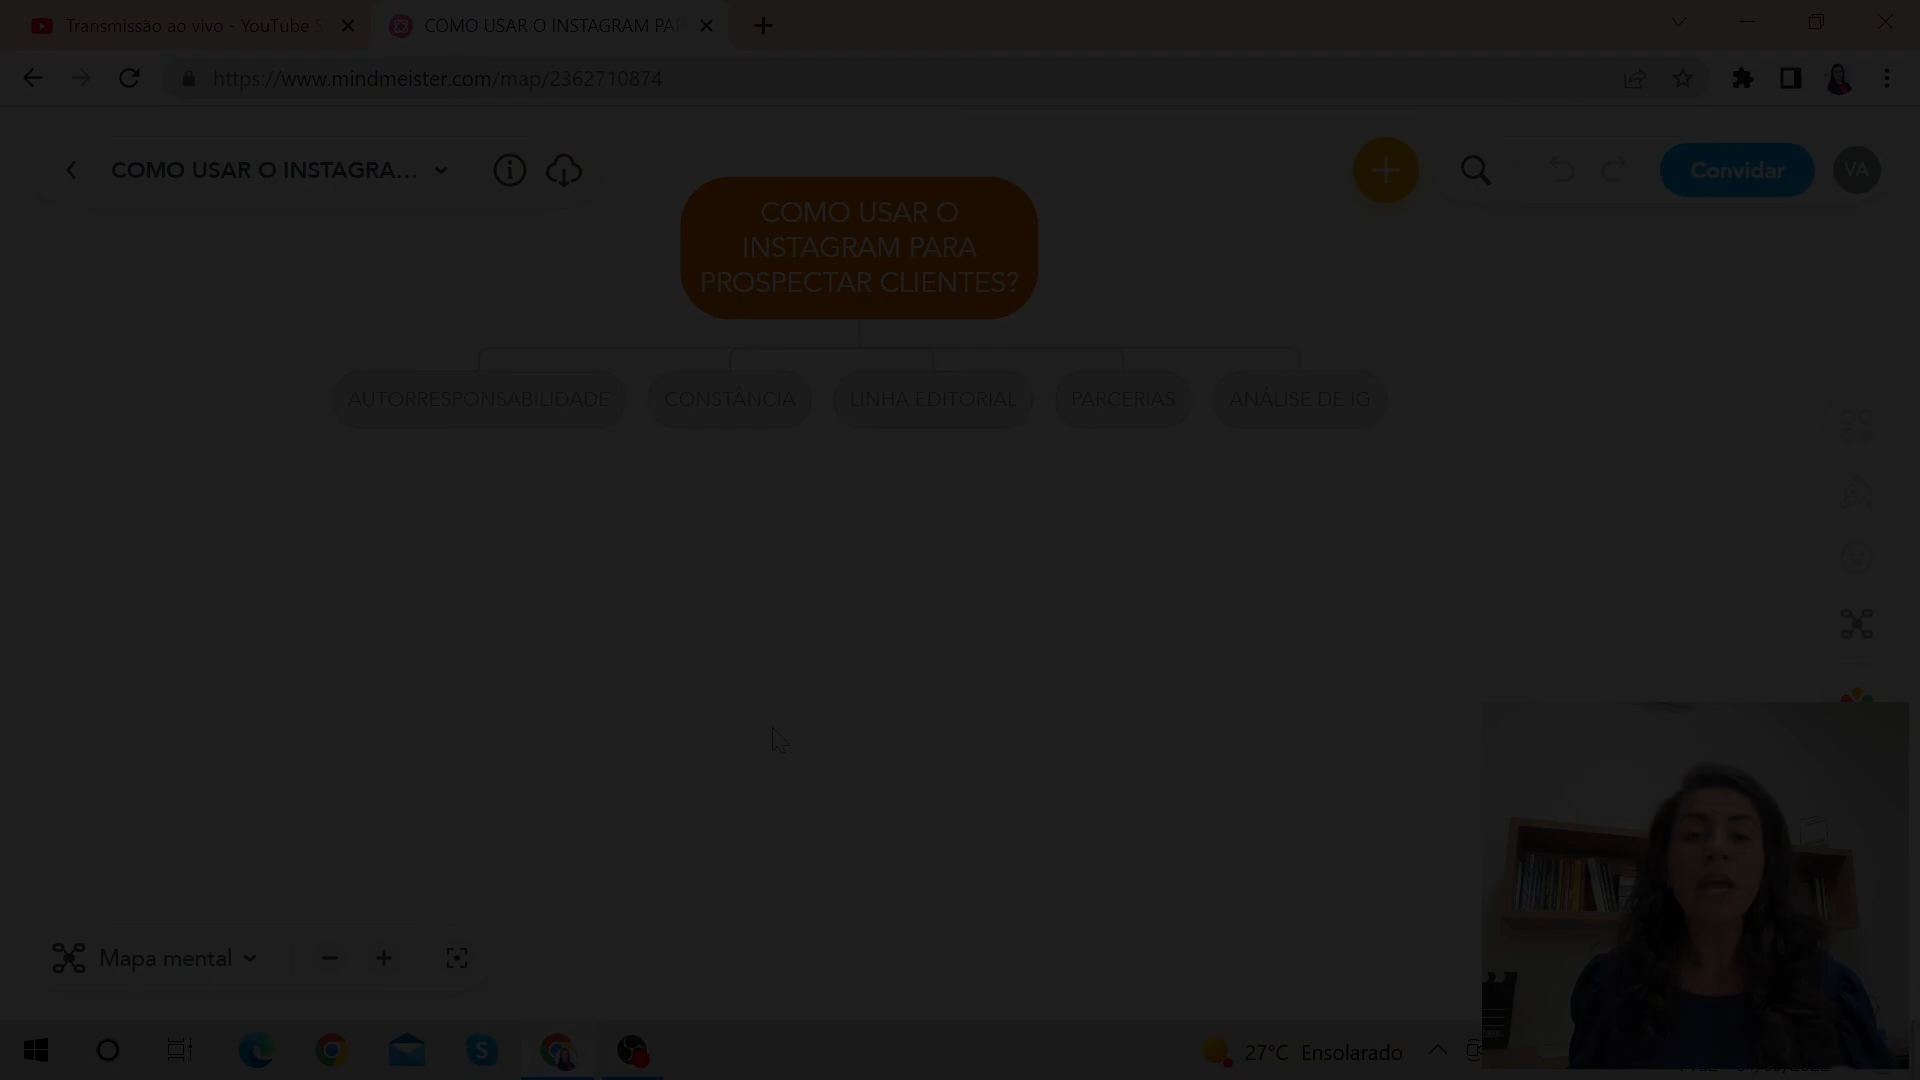 Transmissão ao vivo - YouTube S
COMO USAR O INSTAGRAM PAR
https://www.mindmeister.com/map/2362710874
COMO USAR O INSTAGRA...
Convidar
VA
COMO USAR O
INSTAGRAM PARA
PROSPECTAR CLIENTES?
AUTORRESPONSABILIDADE
CONSTÂNCIA
LINHA EDITORIAL
PARCERIAS
ANÁLISE DE IG
Mapa mental
27°C Ensolarado